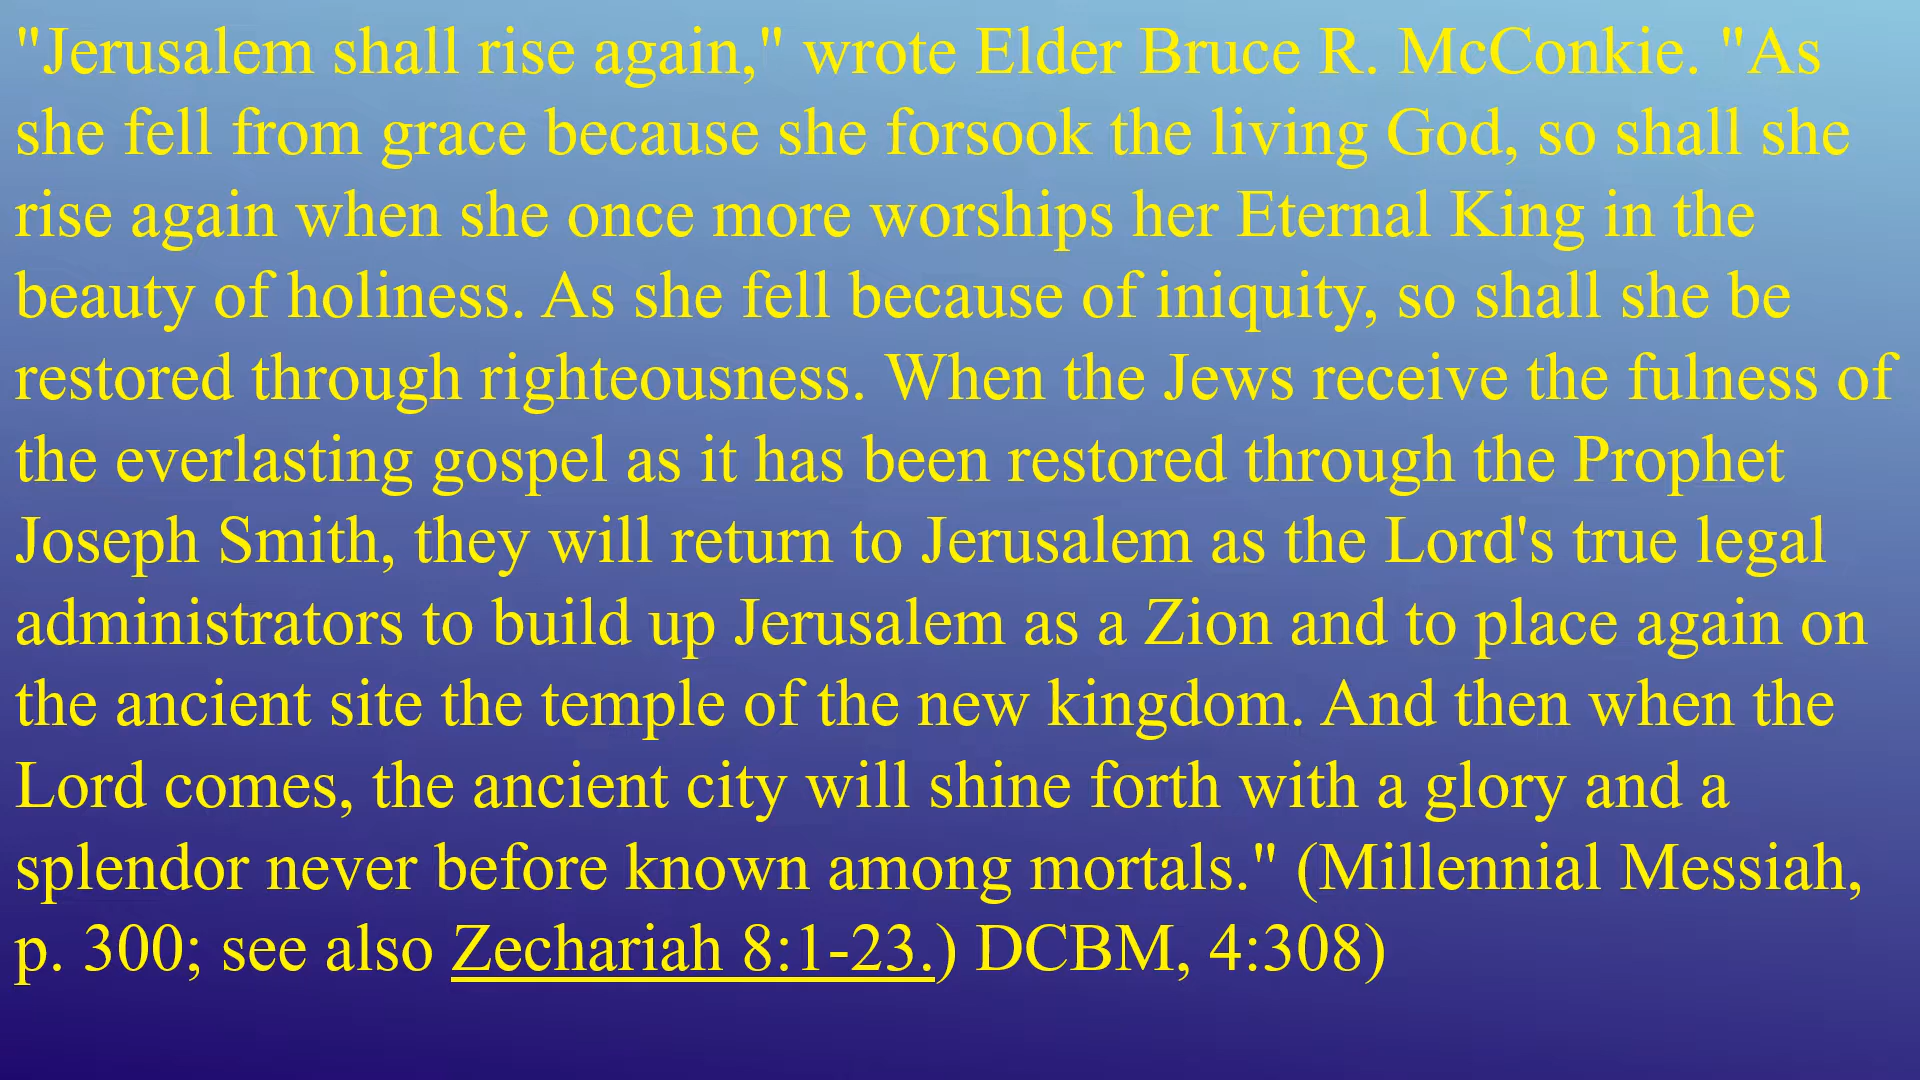 "Jerusalem shall rise again," wrote Elder Bruce R. McConkie. "As
she fell from grace because she forsook the living God, so shall she
rise again when she once more worships her Eternal King in the
beauty of holiness. As she fell because of iniquity, so shall she be
restored through righteousness. When the Jews receive the fulness of
the everlasting gospel as it has been restored through the Prophet
Joseph Smith, they will return to Jerusalem as the Lord's true legal
administrators to build up Jerusalem as a Zion and to place again on
the ancient site the temple of the new kingdom. And then when the
Lord comes, the ancient city will shine forth with a glory and a
splendor never before known among mortals." (Millennial Messiah,
p. 300; see also Zechariah 8:1-23.) DCBM, 4:308)